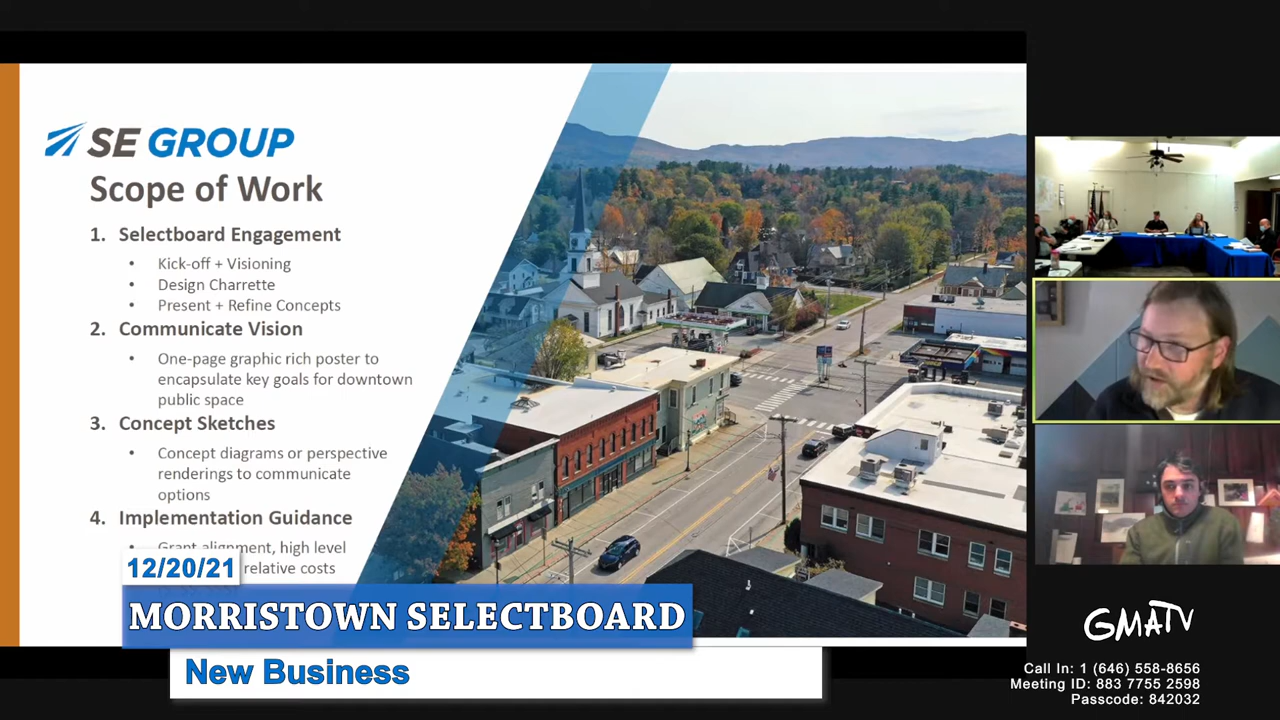 SE GROUP
Scope of Work
1. Selectboard Engagement
• Kick-off + Visioning
• Design Charrette
• Present + Refine Concepts
2. Communicate Vision
• One-page graphic rich poster to
encapsulate key goals for downtown
public space
3. Concept Sketches
• Concept diagrams or perspective
renderings to communicate
options
4. Implementation Guidance
• Grant alignment, high level
relative costs
12/20/21
MORRISTOWN SELECTBOARD
New Business
GMATV
Call In: 1 (646) 558-8656
Meeting ID: 883 7755 2598
Passcode: 842032